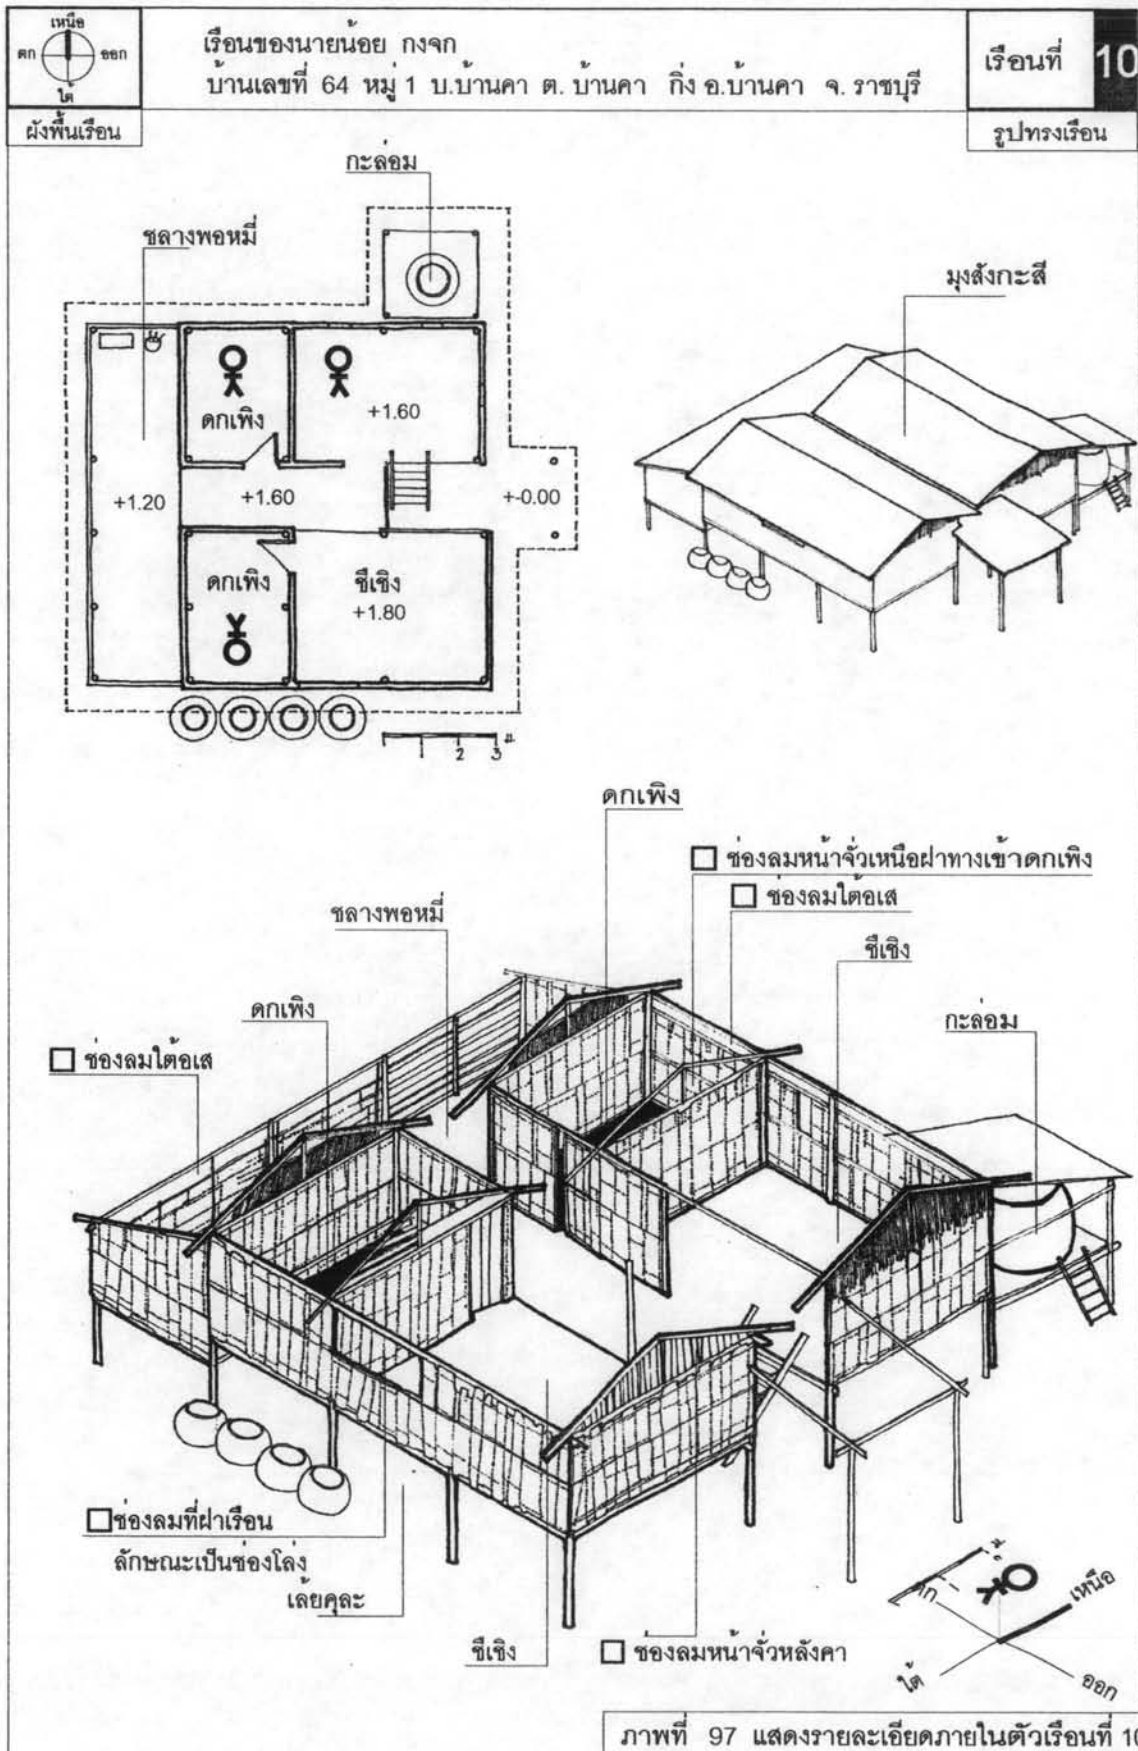 เหนือ
ตก
ออก
ใต้
ผังพื้นเรือน
เรือนของนายน้อย กงจก
บ้านเลขที่ 64 หมู่ 1 บ.บ้านคา ต. บ้านคา กิ่ง อ.บ้านคา จ. ราชบุรี
เรือนที่ 10
รูปทรงเรือน
กะล่อม
ชลางพอหมี่
มุงสังกะสี
ดกเพิง
+1.60
+1.20
+1.60
+-0.00
ดกเพิง
ชีเชิง
+1.80
1 2 3 ม
ดกเพิง
ช่องลมหน้าจั่วเหนือฝาทางเข้าดกเพิง
ช่องลมใต้อเส
ชลางพอหมี่
ชีเชิง
ดกเพิง
กะล่อม
ช่องลมใต้อเส
ช่องลมที่ฝาเรือน
ลักษณะเป็นช่องโล่ง
เล้ยคุละ
ชีเชิง
ช่องลมหน้าจั่วหลังคา
ตก
เหนือ
ใต้
ออก
ภาพที่ 97 แสดงรายละเอียดภายในตัวเรือนที่ 10